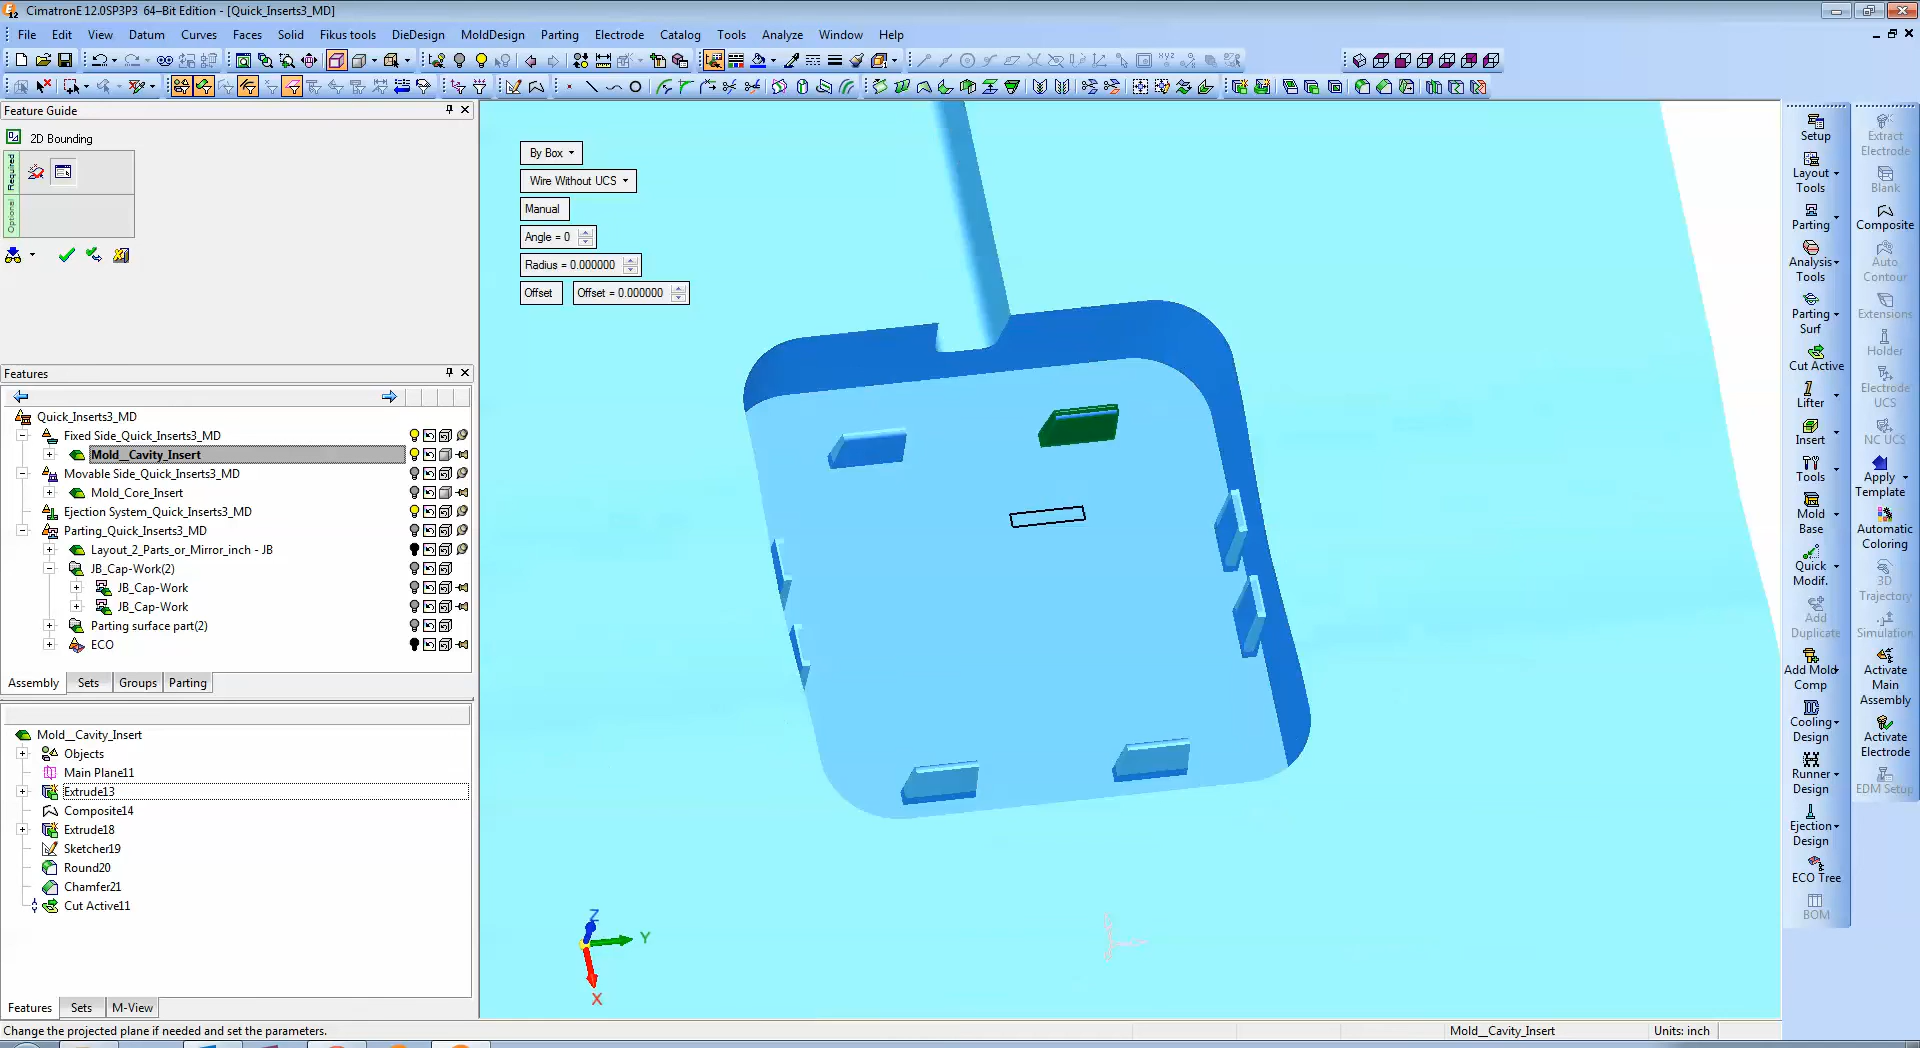 CimatronE 12.0SP3P3 64-Bit Edition - [Quick_Inserts3_MD]
File Edit View Datum Curves Faces Solid Fikus tools DieDesign MoldDesign Parting Electrode Catalog Tools Analyze Window Help
Feature Guide
2D Bounding
Required
Optional
By Box
Wire Without UCS
Manual
Angle = 0
Radius = 0.000000
Offset Offset = 0.000000
Features
Quick_Inserts3_MD
Fixed Side_Quick_Inserts3_MD
Mold__Cavity_Insert
Movable Side_Quick_Inserts3_MD
Mold_Core_Insert
Ejection System_Quick_Inserts3_MD
Parting_Quick_Inserts3_MD
Layout_2_Parts_or_Mirror_inch - JB
JB_Cap-Work(2)
JB_Cap-Work
JB_Cap-Work
Parting surface part(2)
ECO
Assembly Sets Groups Parting
Mold__Cavity_Insert
Objects
Main Plane11
Extrude13
Composite14
Extrude18
Sketcher19
Round20
Chamfer21
Cut Active11
Features Sets M-View
Z
Y
X
Setup
Layout
Tools
Parting
Analysis
Tools
Parting
Surf
Cut Active
Lifter
Insert
Tools
Mold
Base
Quick
Modif.
Add
Duplicate
Add Mold
Comp
Cooling
Design
Runner
Design
Ejection
Design
ECO Tree
BOM
Extract
Electrode
Blank
Composite
Auto
Contour
Extensions
Holder
Electrode
UCS
NC UCS
Apply
Template
Automatic
Coloring
3D
Trajectory
Simulation
Activate
Main
Assembly
Activate
Electrode
EDM Setup
Change the projected plane if needed and set the parameters.
Mold__Cavity_Insert
Units: inch